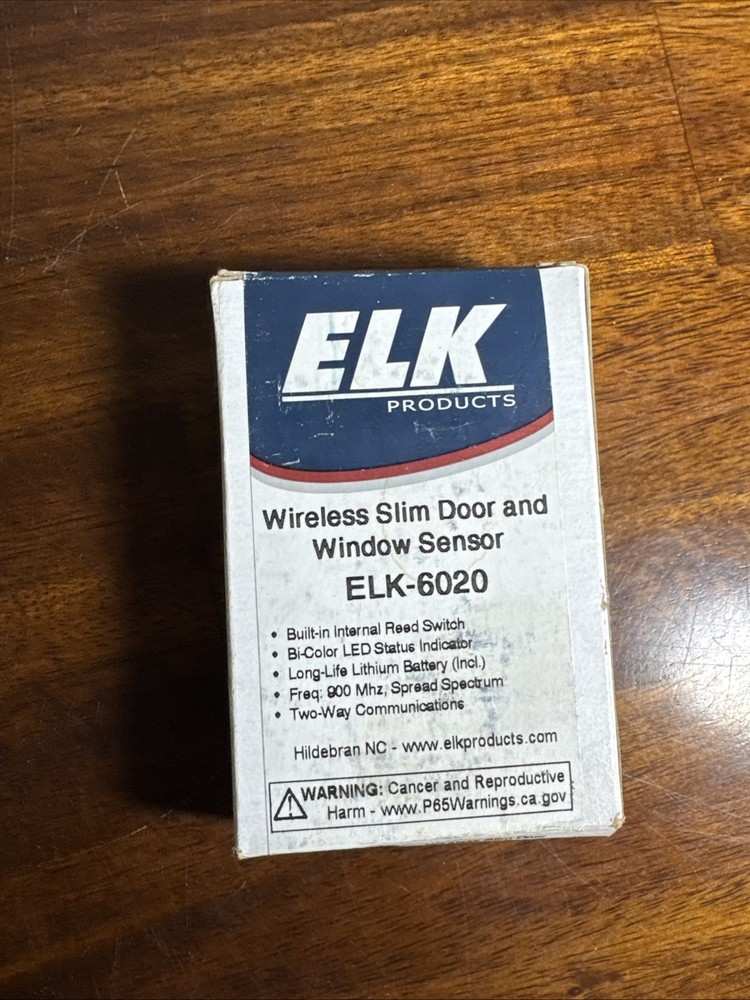 ELK
PRODUCTS
Wireless Slim Door and
Window Sensor
ELK-6020
• Built-in Internal Reed Switch
• Bi-Color LED Status Indicator
• Long-Life Lithium Battery (Incl.)
• Freq: 900 Mhz, Spread Spectrum
• Two-Way Communications
Hildebran NC - www.elkproducts.com
WARNING: Cancer and Reproductive
Harm - www.P65Warnings.ca.gov